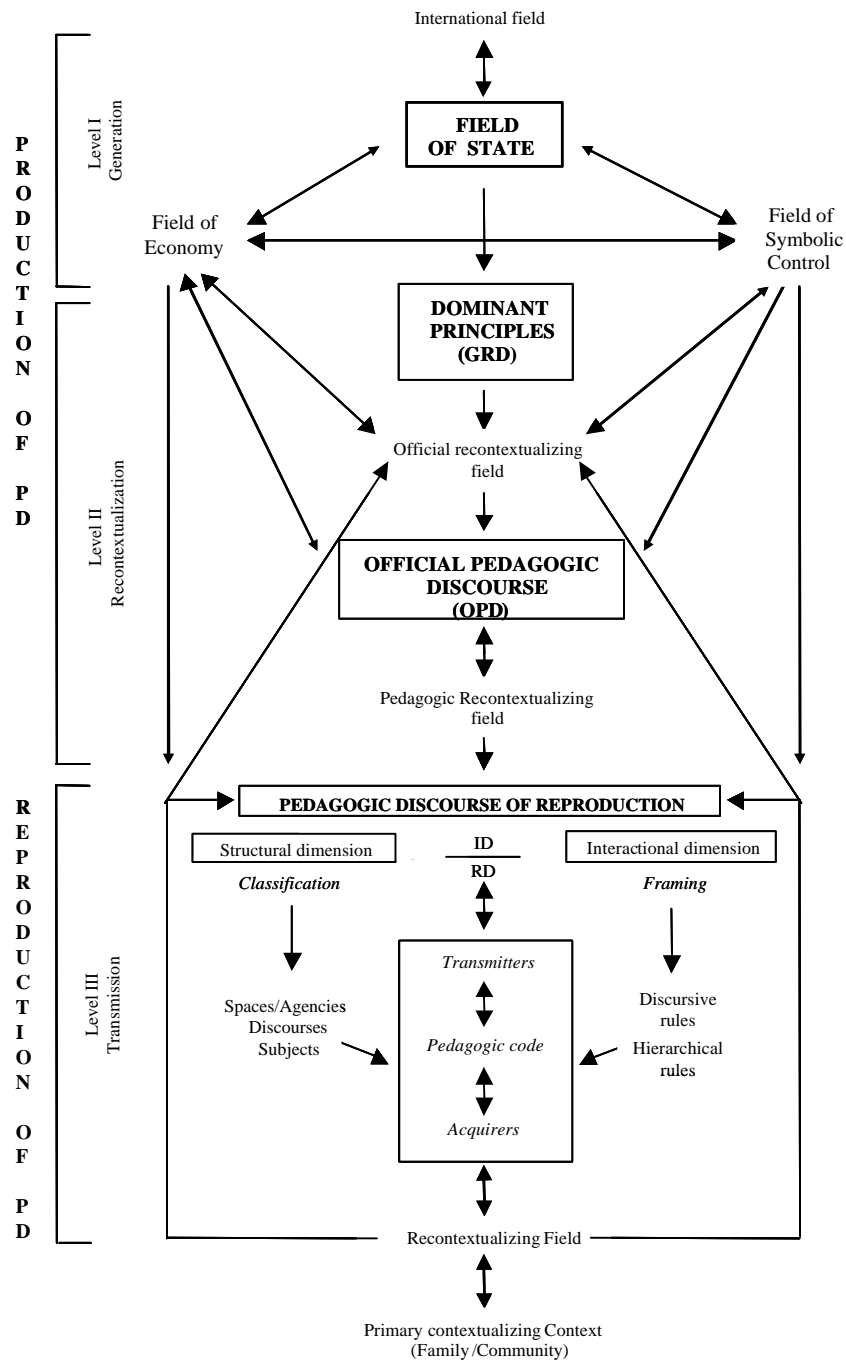 International field
FIELD
OF STATE
Field of
Economy
Field of
Symbolic
Control
DOMINANT
PRINCIPLES
(GRD)
Official recontextualizing
field
OFFICIAL PEDAGOGIC
DISCOURSE
(OPD)
Pedagogic Recontextualizing
field
PEDAGOGIC DISCOURSE OF REPRODUCTION
Structural dimension
ID
RD
Interactional dimension
Classification
Framing
Transmitters
Spaces/Agencies
Discourses
Subjects
Pedagogic code
Discursive
rules
Hierarchical
rules
Acquirers
Recontextualizing Field
Primary contextualizing Context
(Family/Community)
PRODUCTION OF PD
Level I
Generation
Level II
Recontextualization
REPRODUCTION OF PD
Level III
Transmission